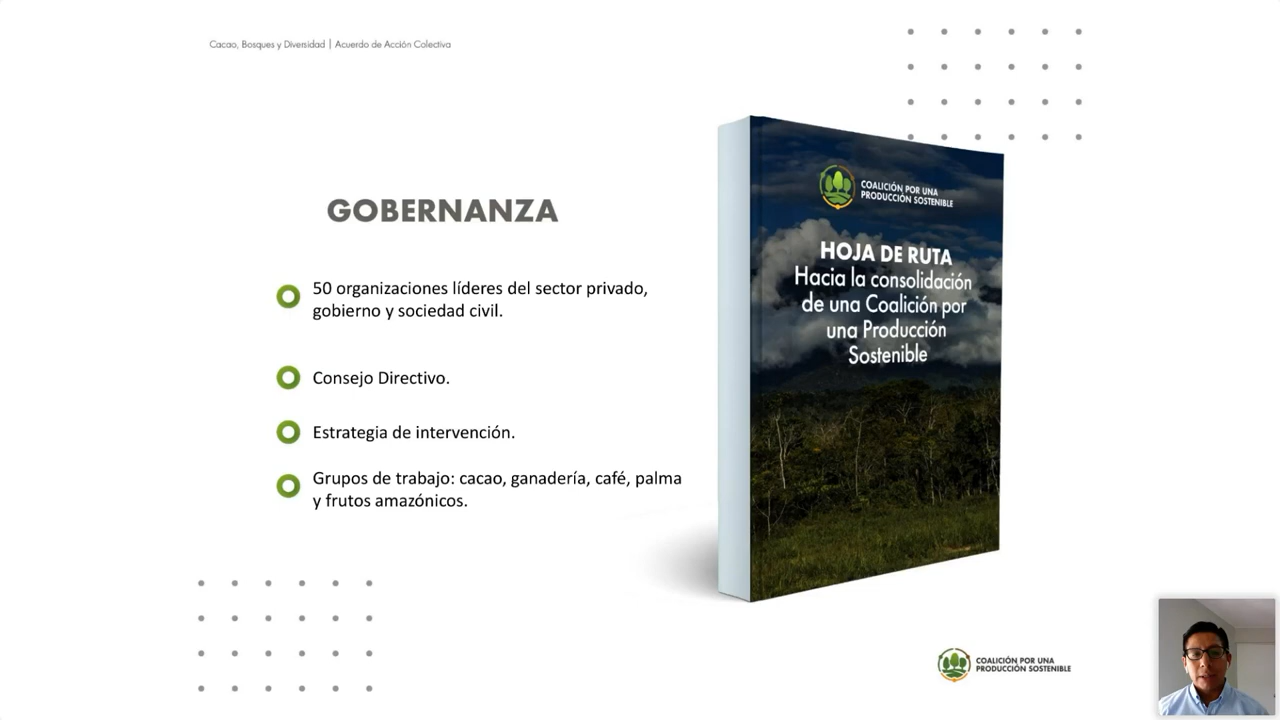 Cacao, Bosques y Diversidad | Acuerdo de Acción Colectiva
GOBERNANZA
50 organizaciones líderes del sector privado,
gobierno y sociedad civil.
Consejo Directivo.
Estrategia de intervención.
Grupos de trabajo: cacao, ganadería, café, palma
y frutos amazónicos.
COALICIÓN POR UNA
PRODUCCIÓN SOSTENIBLE
HOJA DE RUTA
Hacia la consolidación
de una Coalición por
una Producción
Sostenible
COALICIÓN POR UNA
PRODUCCIÓN SOSTENIBLE